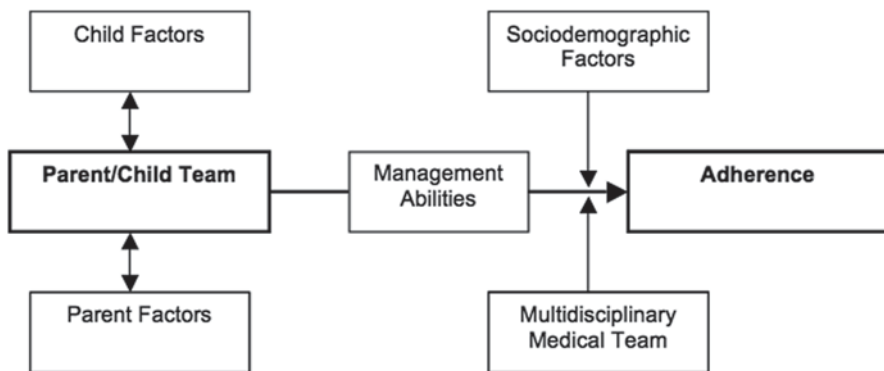 Child Factors
Sociodemographic
Factors
Parent/Child Team
Management
Abilities
Adherence
Parent Factors
Multidisciplinary
Medical Team